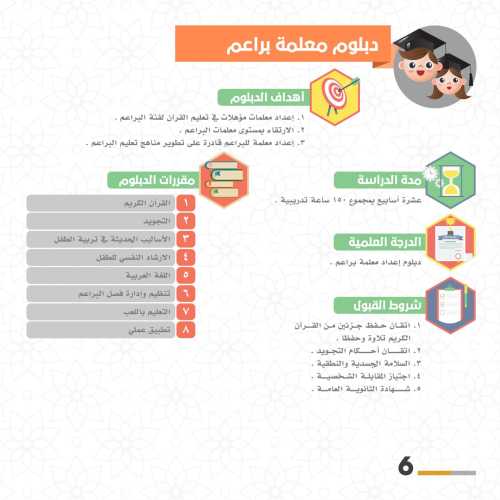 دبلوم معلمة براعم
أهداف الدبلوم
١. إعداد معلمات مؤهلات في تعليم القرآن لفئة البراعم .
٢. الارتقاء بمستوى معلمات البراعم .
٣. إعداد معلمة للبراعم قادرة على تطوير مناهج تعليم البراعم .
مدة الدراسة
عشرة أسابيع بمجموع ١٥٠ ساعة تدريبية .
الدرجة العلمية
دبلوم إعداد معلمة براعم .
شروط القبول
١. اتقان حفظ جزئين من القرآن
الكريم تلاوة وحفظا .
٢. اتقان أحكام التجويد .
٣. السلامة الجسدية والنطقية .
٤. اجتياز المقابلة الشخصية .
٥. شهادة الثانوية العامة .
مقررات الدبلوم
١ القرآن الكريم
٢ التجويد
٣ الأساليب الحديثة في تربية الطفل
٤ الارشاد النفسي للطفل
٥ اللغة العربية
٦ تنظيم وإدارة فصل البراعم
٧ التعليم باللعب
٨ تطبيق عملي
6